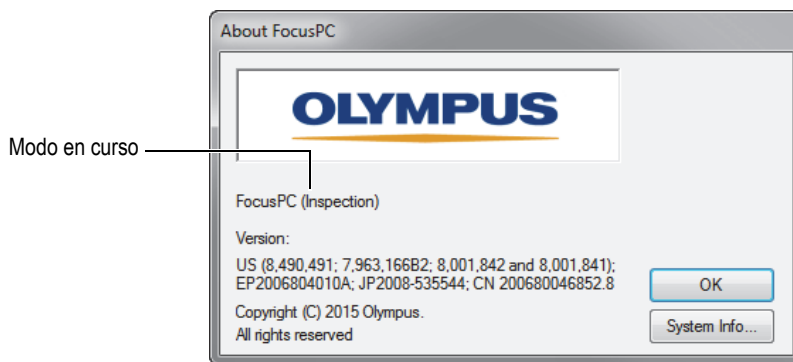 About FocusPC
OLYMPUS
Modo en curso
FocusPC (Inspection)
Version:
US (8,490,491; 7,963,166B2; 8,001,842 and 8,001,841);
EP2006804010A; JP2008-535544; CN 200680046852.8
OK
Copyright (C) 2015 Olympus.
All rights reserved
System Info...